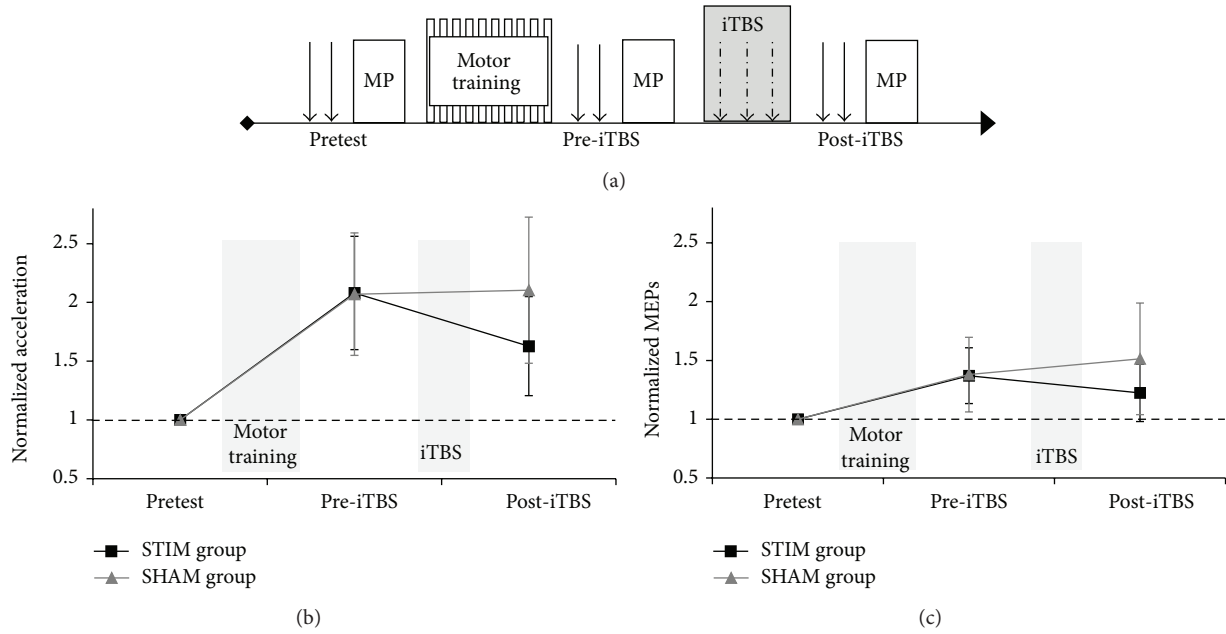 iTBS
MP
Motor
training
MP
MP
Pretest
Pre-iTBS
Post-iTBS
(a)
Normalized acceleration
2.5
2
1.5
1
0.5
Motor
training
iTBS
Pretest
Pre-iTBS
Post-iTBS
STIM group
SHAM group
(b)
Normalized MEPs
2.5
2
1.5
1
0.5
Motor
training
iTBS
Pretest
Pre-iTBS
Post-iTBS
STIM group
SHAM group
(c)